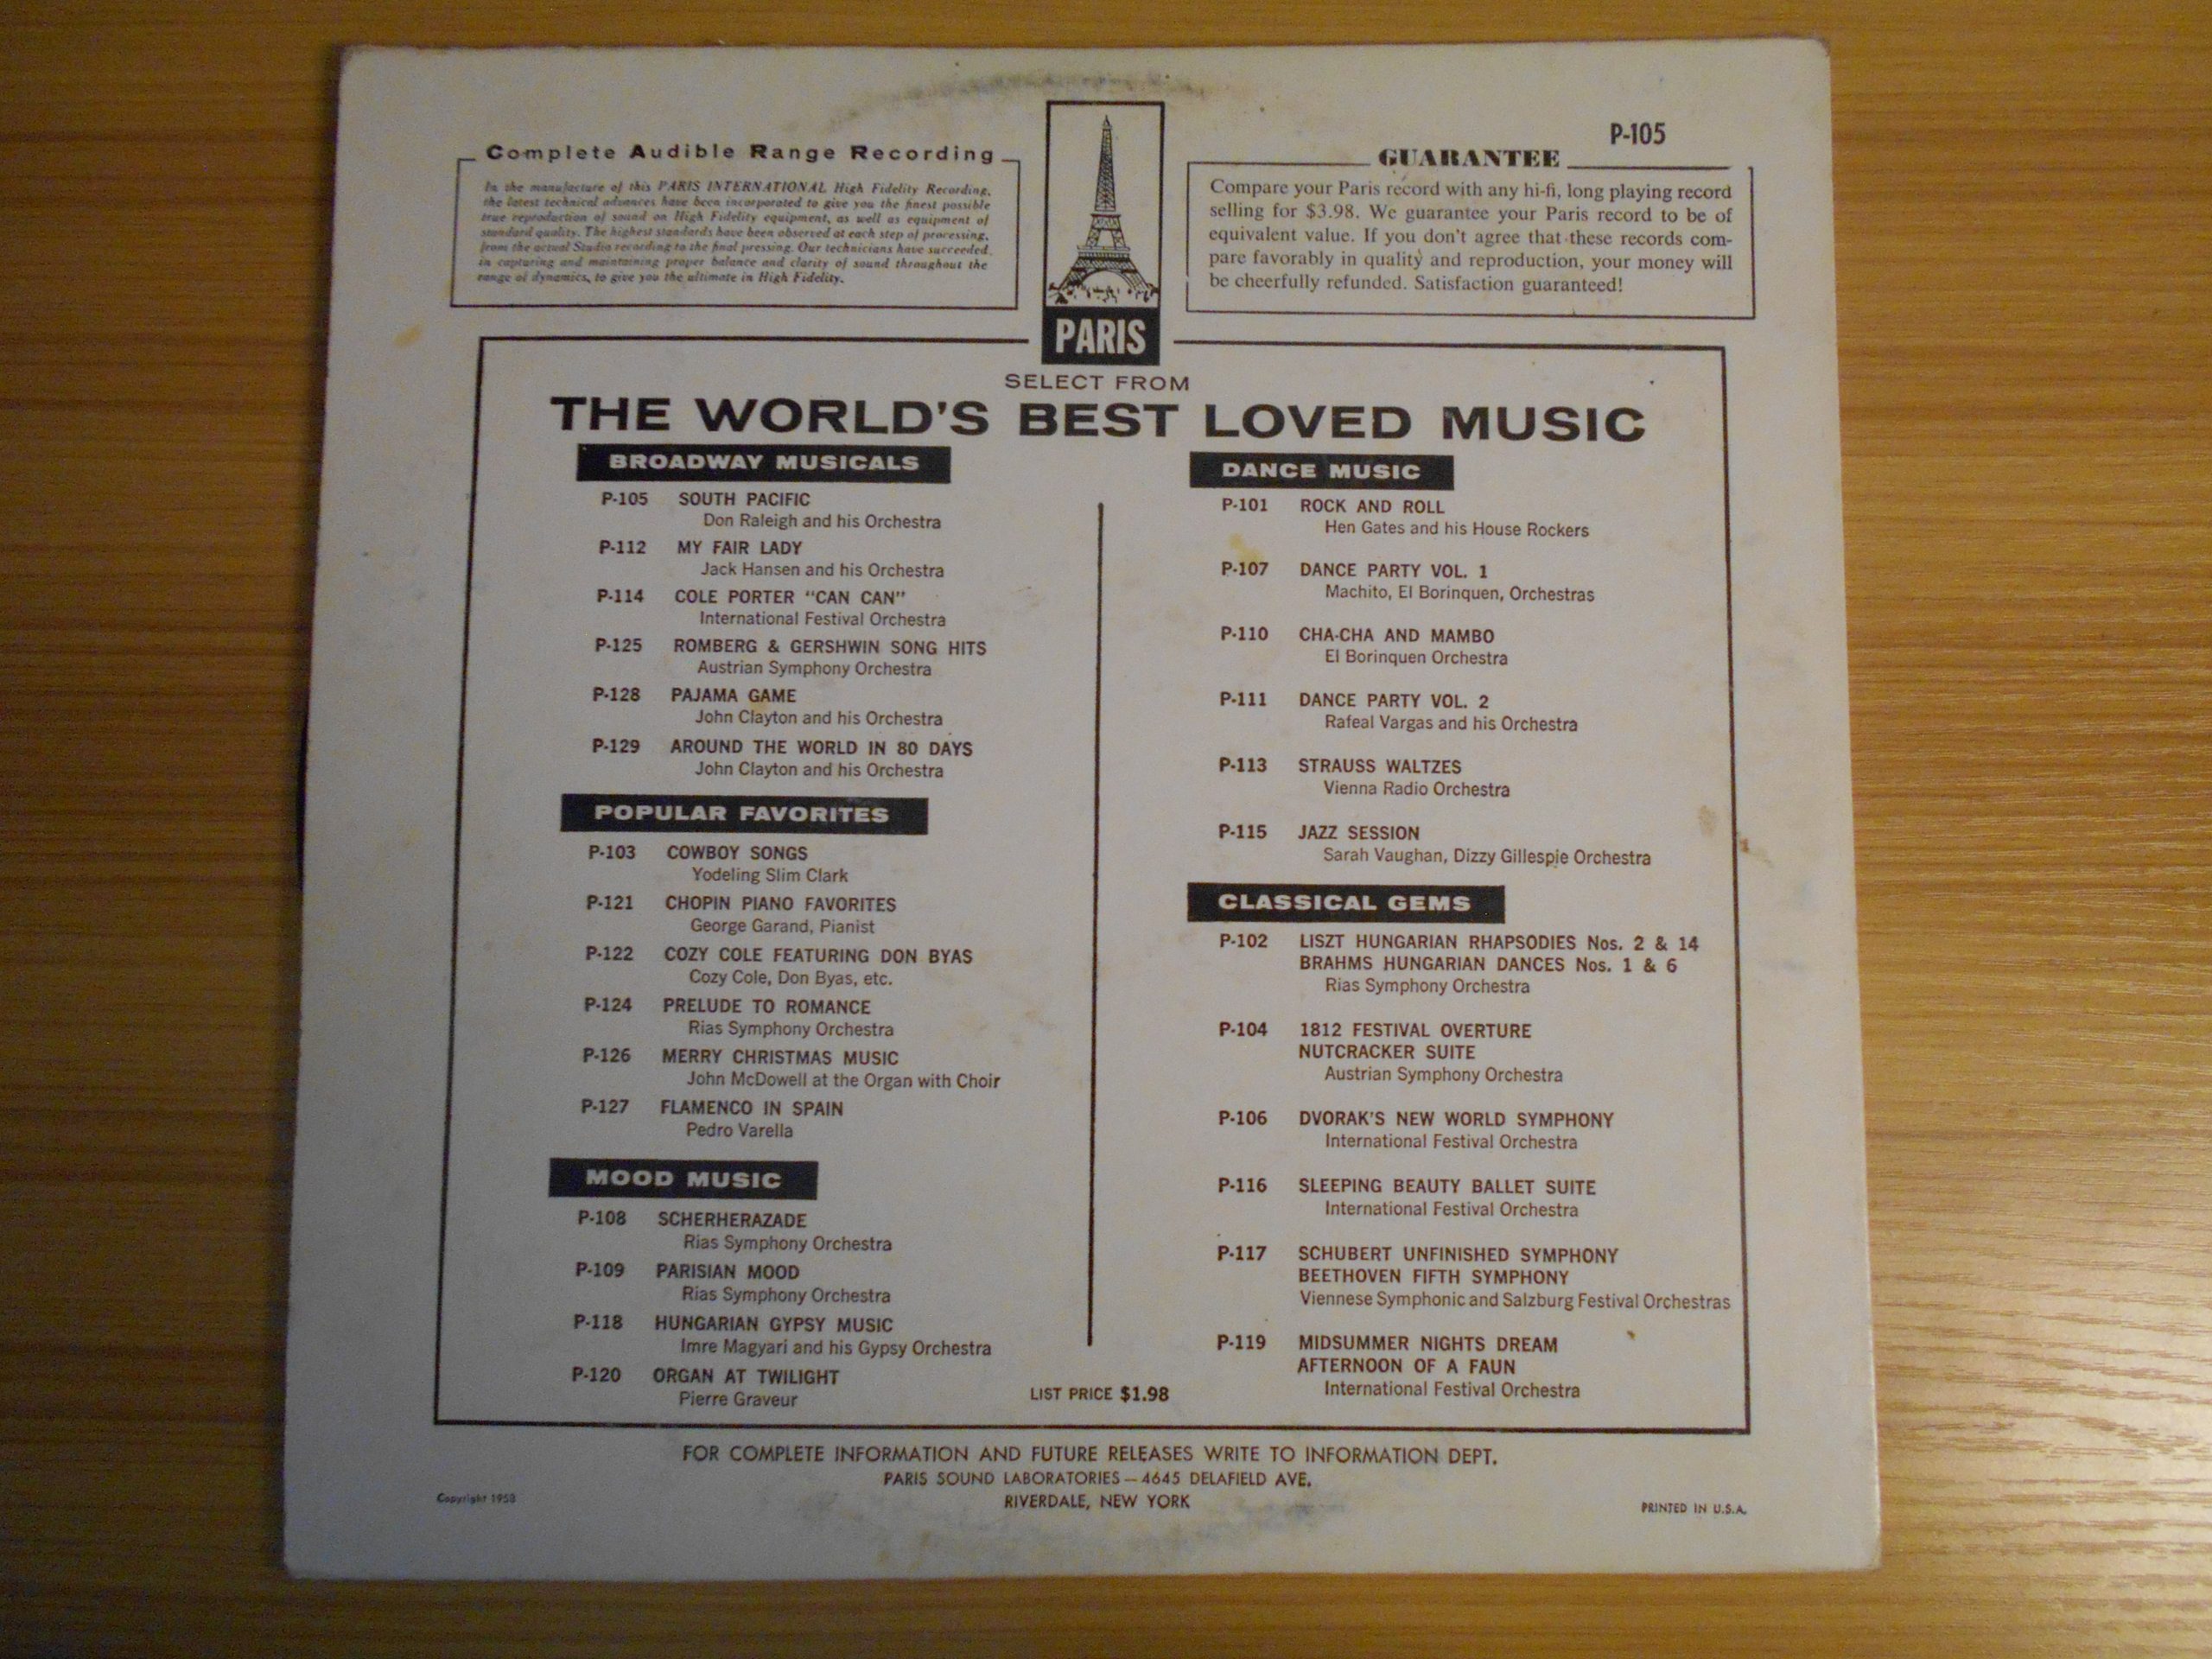 P-105
Complete Audible Range Recording
In the manufacture of this PARIS INTERNATIONAL High Fidelity Recording,
the latest technical advances have been incorporated to give you the finest possible
true reproduction of sound on High Fidelity equipment, as well as equipment of
standard quality. The highest standards have been observed at each step of processing,
from the actual Studio recording to the final pressing. Our technicians have succeeded
in capturing and maintaining proper balance and clarity of sound throughout the
range of dynamics, to give you the ultimate in High Fidelity.
GUARANTEE
Compare your Paris record with any hi-fi, long playing record
selling for $3.98. We guarantee your Paris record to be of
equivalent value. If you don't agree that these records com-
pare favorably in quality and reproduction, your money will
be cheerfully refunded. Satisfaction guaranteed!
PARIS
SELECT FROM
THE WORLD'S BEST LOVED MUSIC
BROADWAY MUSICALS
P-105 SOUTH PACIFIC
Don Raleigh and his Orchestra
P-112 MY FAIR LADY
Jack Hansen and his Orchestra
P-114 COLE PORTER "CAN CAN"
International Festival Orchestra
P-125 ROMBERG & GERSHWIN SONG HITS
Austrian Symphony Orchestra
P-128 PAJAMA GAME
John Clayton and his Orchestra
P-129 AROUND THE WORLD IN 80 DAYS
John Clayton and his Orchestra
POPULAR FAVORITES
P-103 COWBOY SONGS
Yodeling Slim Clark
P-121 CHOPIN PIANO FAVORITES
George Garand, Pianist
P-122 COZY COLE FEATURING DON BYAS
Cozy Cole, Don Byas, etc.
P-124 PRELUDE TO ROMANCE
Rias Symphony Orchestra
P-126 MERRY CHRISTMAS MUSIC
John McDowell at the Organ with Choir
P-127 FLAMENCO IN SPAIN
Pedro Varella
MOOD MUSIC
P-108 SCHERHERAZADE
Rias Symphony Orchestra
P-109 PARISIAN MOOD
Rias Symphony Orchestra
P-118 HUNGARIAN GYPSY MUSIC
Imre Magyari and his Gypsy Orchestra
P-120 ORGAN AT TWILIGHT
Pierre Graveur
DANCE MUSIC
P-101 ROCK AND ROLL
Hen Gates and his House Rockers
P-107 DANCE PARTY VOL. 1
Machito, El Borinquen, Orchestras
P-110 CHA-CHA AND MAMBO
El Borinquen Orchestra
P-111 DANCE PARTY VOL. 2
Rafeal Vargas and his Orchestra
P-113 STRAUSS WALTZES
Vienna Radio Orchestra
P-115 JAZZ SESSION
Sarah Vaughan, Dizzy Gillespie Orchestra
CLASSICAL GEMS
P-102 LISZT HUNGARIAN RHAPSODIES Nos. 2 & 14
BRAHMS HUNGARIAN DANCES Nos. 1 & 6
Rias Symphony Orchestra
P-104 1812 FESTIVAL OVERTURE
NUTCRACKER SUITE
Austrian Symphony Orchestra
P-106 DVORAK'S NEW WORLD SYMPHONY
International Festival Orchestra
P-116 SLEEPING BEAUTY BALLET SUITE
International Festival Orchestra
P-117 SCHUBERT UNFINISHED SYMPHONY
BEETHOVEN FIFTH SYMPHONY
Viennese Symphonic and Salzburg Festival Orchestras
P-119 MIDSUMMER NIGHTS DREAM
AFTERNOON OF A FAUN
International Festival Orchestra
LIST PRICE $1.98
FOR COMPLETE INFORMATION AND FUTURE RELEASES WRITE TO INFORMATION DEPT.
PARIS SOUND LABORATORIES — 4645 DELAFIELD AVE.
RIVERDALE, NEW YORK
Copyright 1958
PRINTED IN U.S.A.